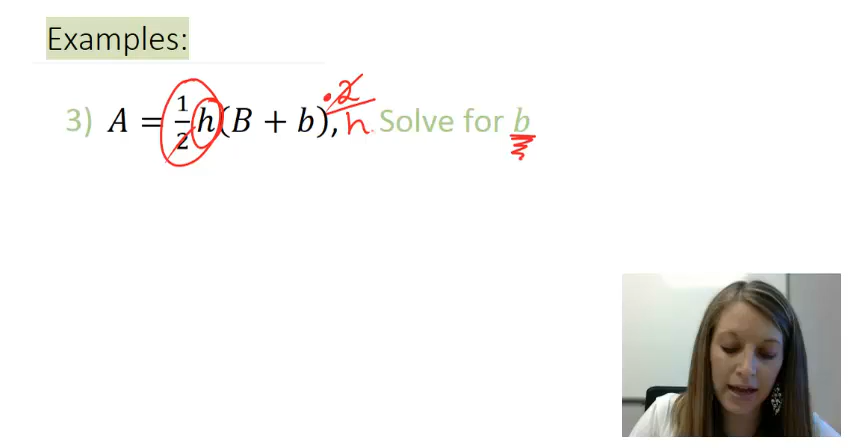 Examples:
3) A = 1/2 h(B + b), · 2/h Solve for b